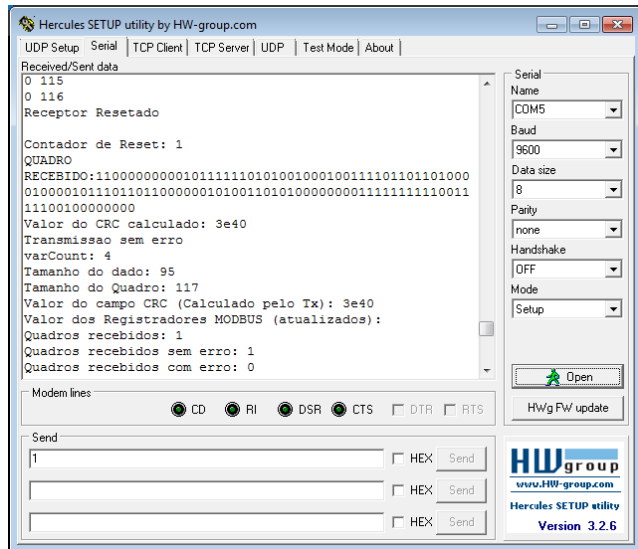 Hercules SETUP utility by HW-group.com
UDP Setup Serial TCP Client TCP Server UDP Test Mode About
Received/Sent data
0 115
0 116
Receptor Resetado
Contador de Reset: 1
QUADRO
RECEBIDO:1100000000010111111010100100010011110110110100
0100001011101101100000010100110101000000001111111110011
11100100000000
Valor do CRC calculado: 3e40
Transmissao sem erro
varCount: 4
Tamanho do dado: 95
Tamanho do Quadro: 117
Valor do campo CRC (Calculado pelo Tx): 3e40
Valor dos Registradores MODBUS (atualizados):
Quadros recebidos: 1
Quadros recebidos sem erro: 1
Quadros recebidos com erro: 0
Serial
Name
COM5
Baud
9600
Data size
8
Parity
none
Handshake
OFF
Mode
Setup
Open
HWg FW update
Modem lines
CD RI DSR CTS DTR RTS
Send
1 HEX Send
HEX Send
HEX Send
HW group
www.HW-group.com
Hercules SETUP utility
Version 3.2.6